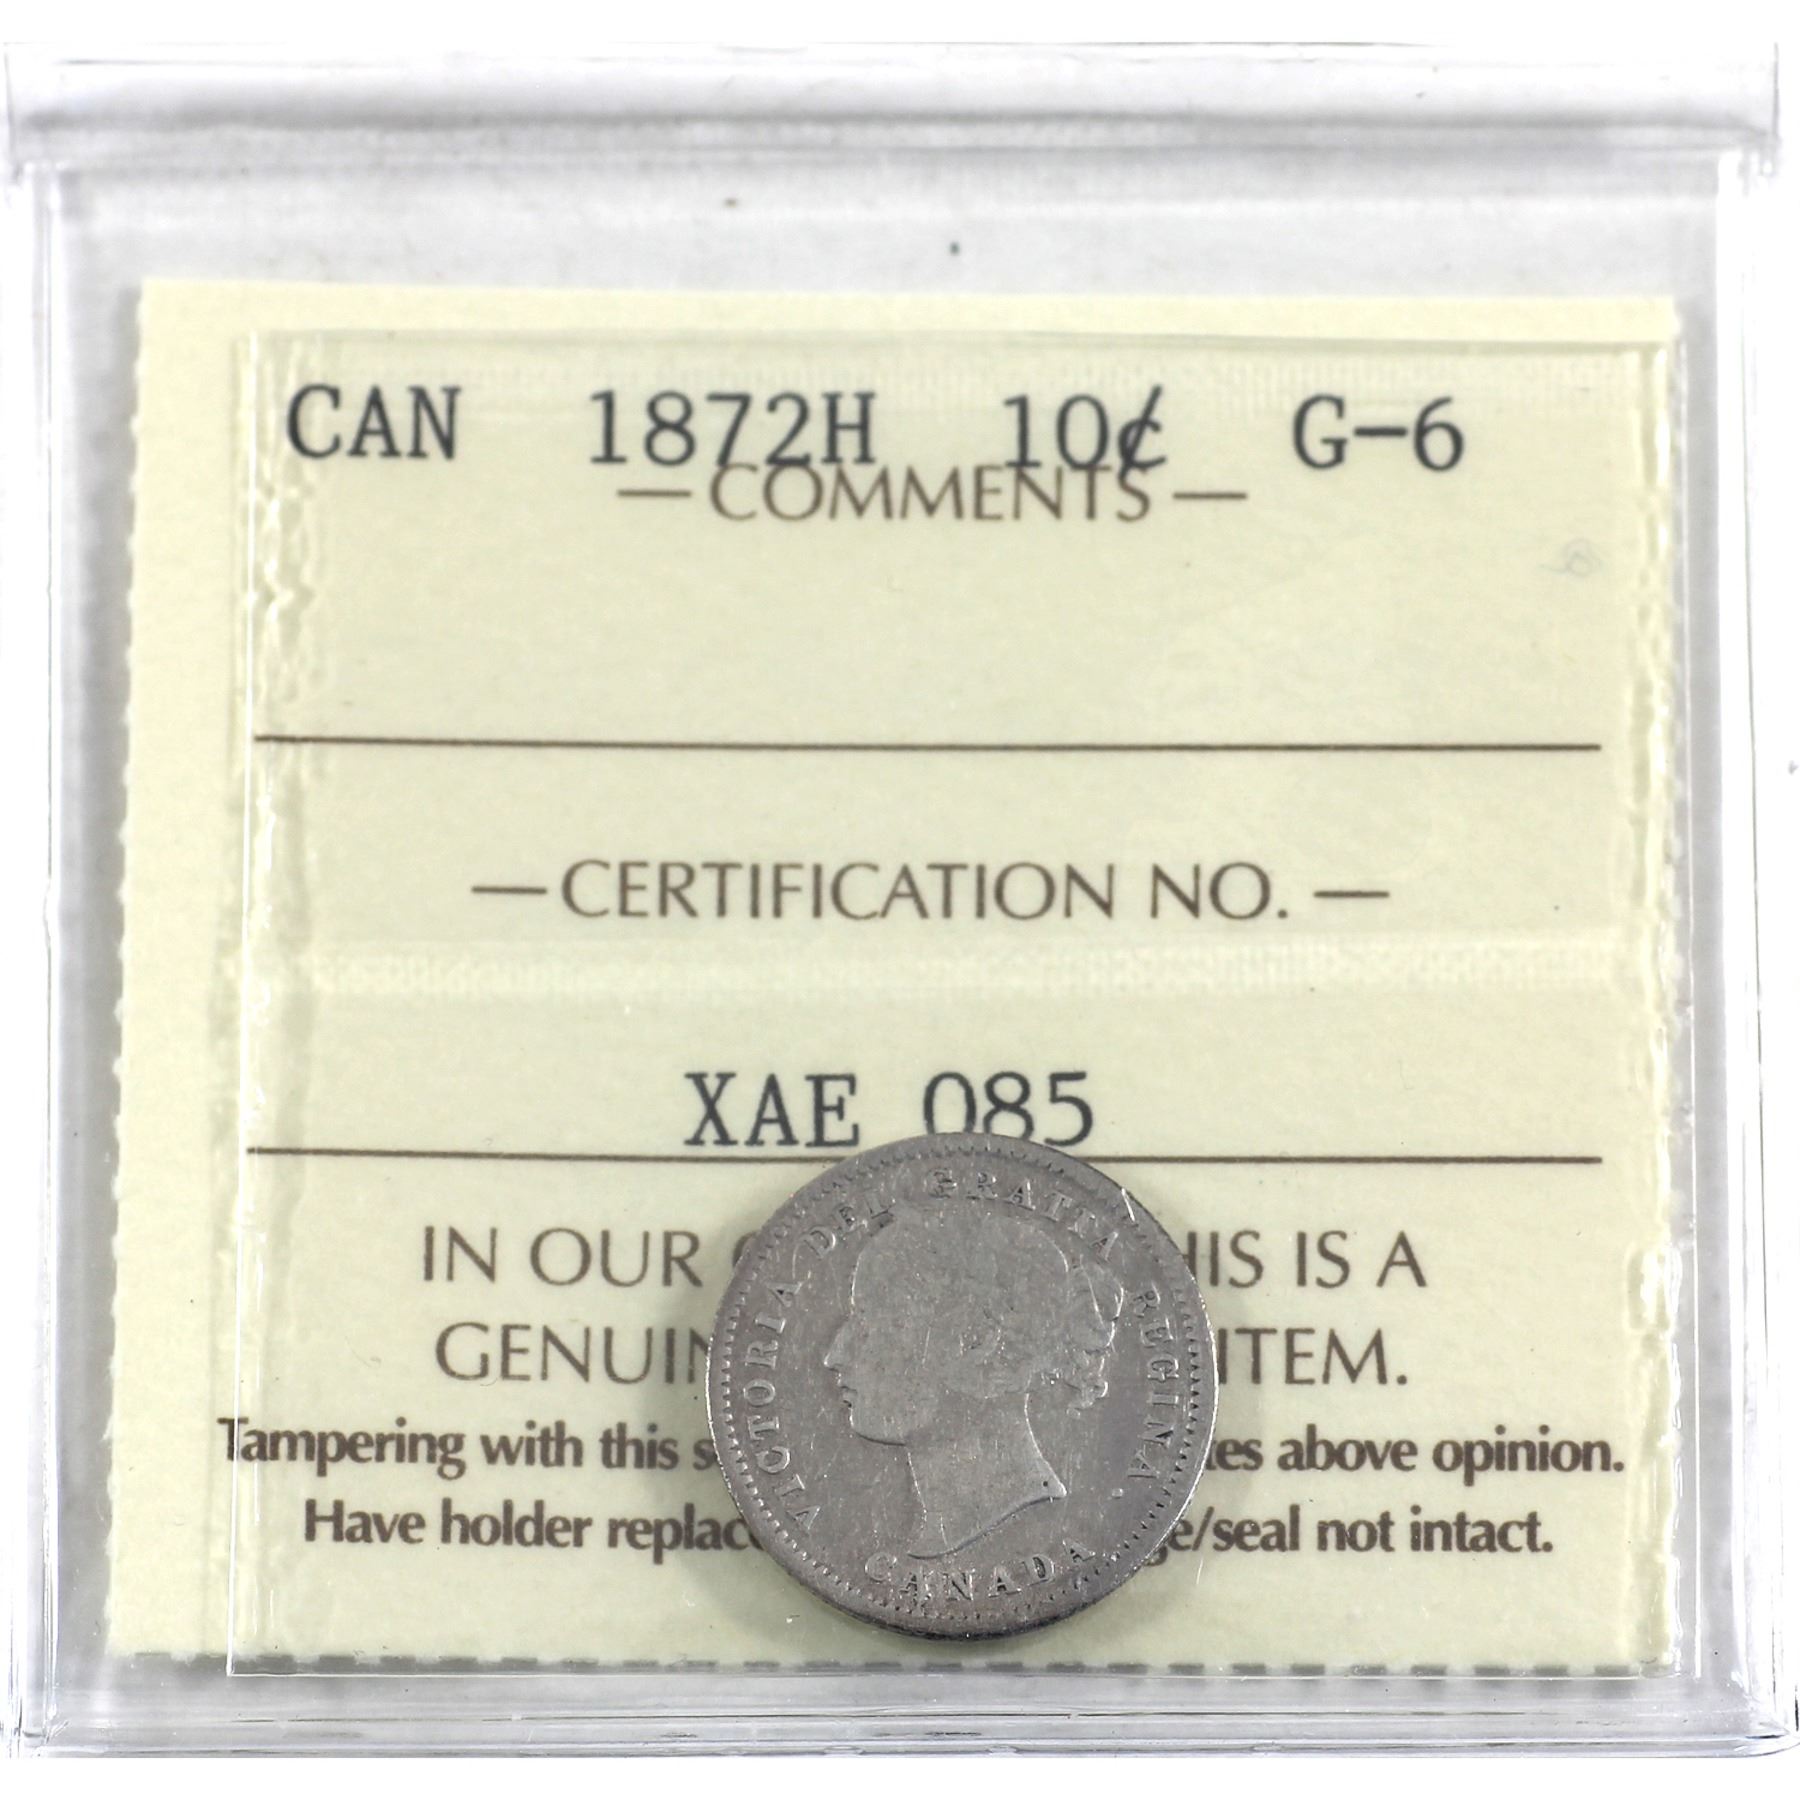 CAN 1872H 10¢ G-6
— COMMENTS —
— CERTIFICATION NO. —
XAE 085
IN OUR HIS IS A
GENUIN ITEM.
Tampering with this s tes above opinion.
Have holder replac ge/seal not intact.
VICTORIA DEI GRATIA REGINA.
CANADA